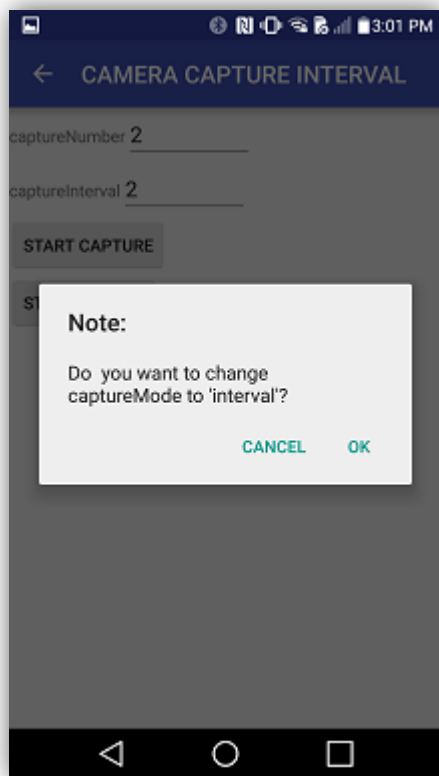 3:01 PM
CAMERA CAPTURE INTERVAL
captureNumber 2
captureInterval 2
START CAPTURE
ST
Note:
Do you want to change
captureMode to 'interval'?
CANCEL OK